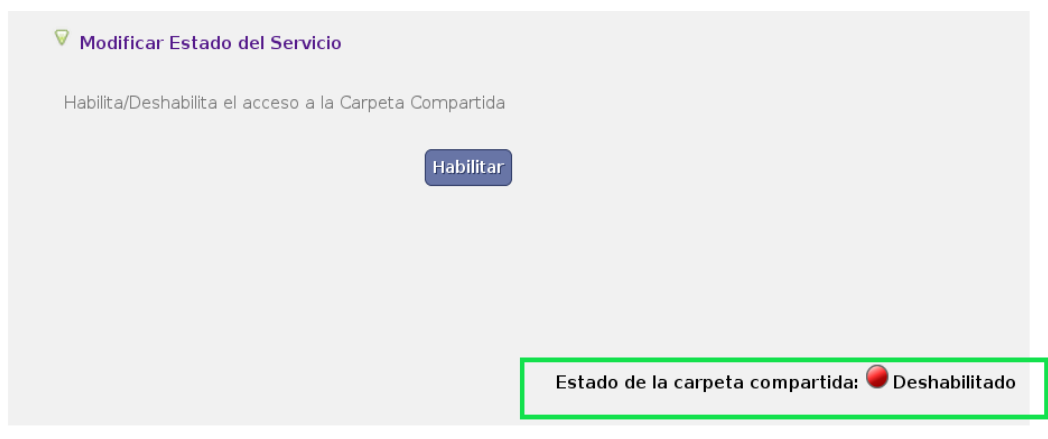 Modificar Estado del Servicio
Habilita/Deshabilita el acceso a la Carpeta Compartida
Habilitar
Estado de la carpeta compartida: Deshabilitado